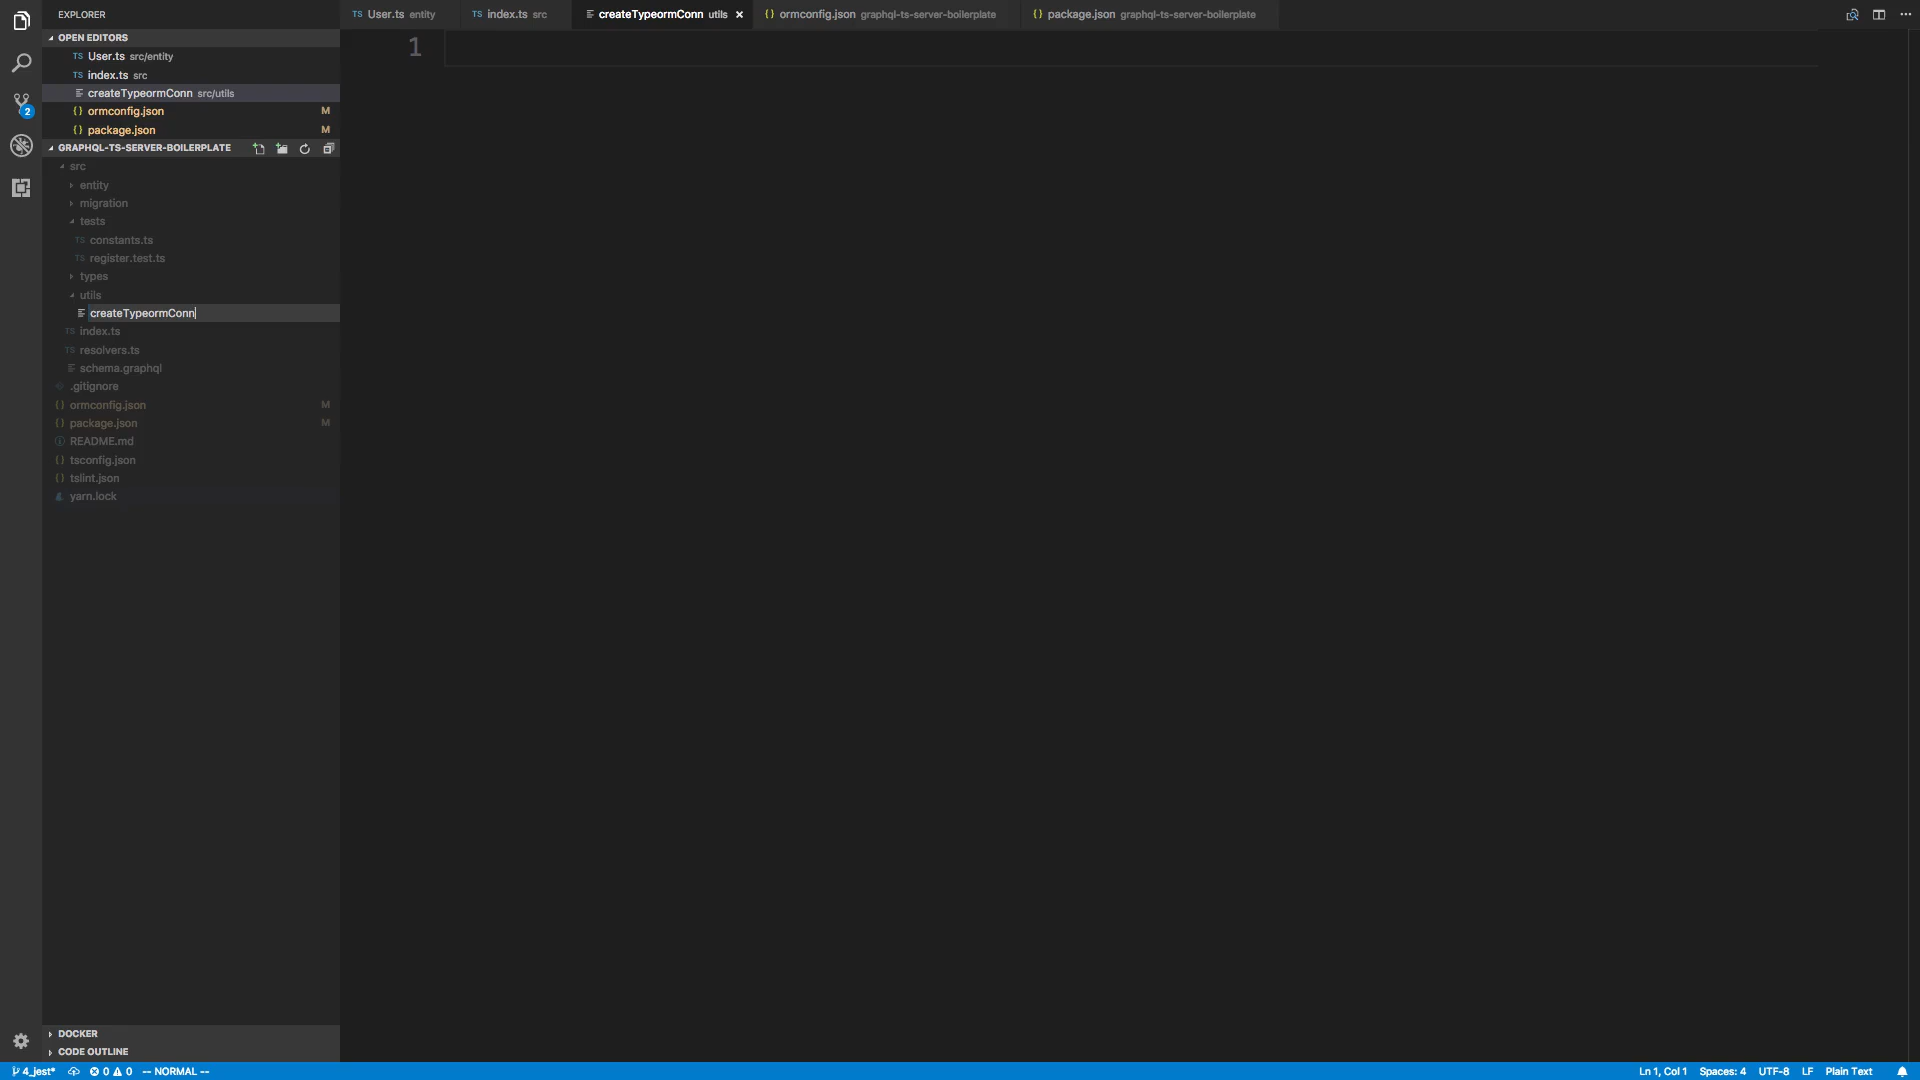 EXPLORER
OPEN EDITORS
TS User.ts src/entity
TS index.ts src
createTypeormConn src/utils
{} ormconfig.json M
{} package.json M
GRAPHQL-TS-SERVER-BOILERPLATE
src
entity
migration
tests
TS constants.ts
TS register.test.ts
types
utils
createTypeormConn
TS index.ts
TS resolvers.ts
schema.graphql
.gitignore
{} ormconfig.json M
{} package.json M
README.md
{} tsconfig.json
{} tslint.json
yarn.lock
DOCKER
CODE OUTLINE
2
TS User.ts entity
TS index.ts src
createTypeormConn utils ×
{} ormconfig.json graphql-ts-server-boilerplate
{} package.json graphql-ts-server-boilerplate
1
4_jest* 0 0 -- NORMAL --
Ln 1, Col 1 Spaces: 4 UTF-8 LF Plain Text